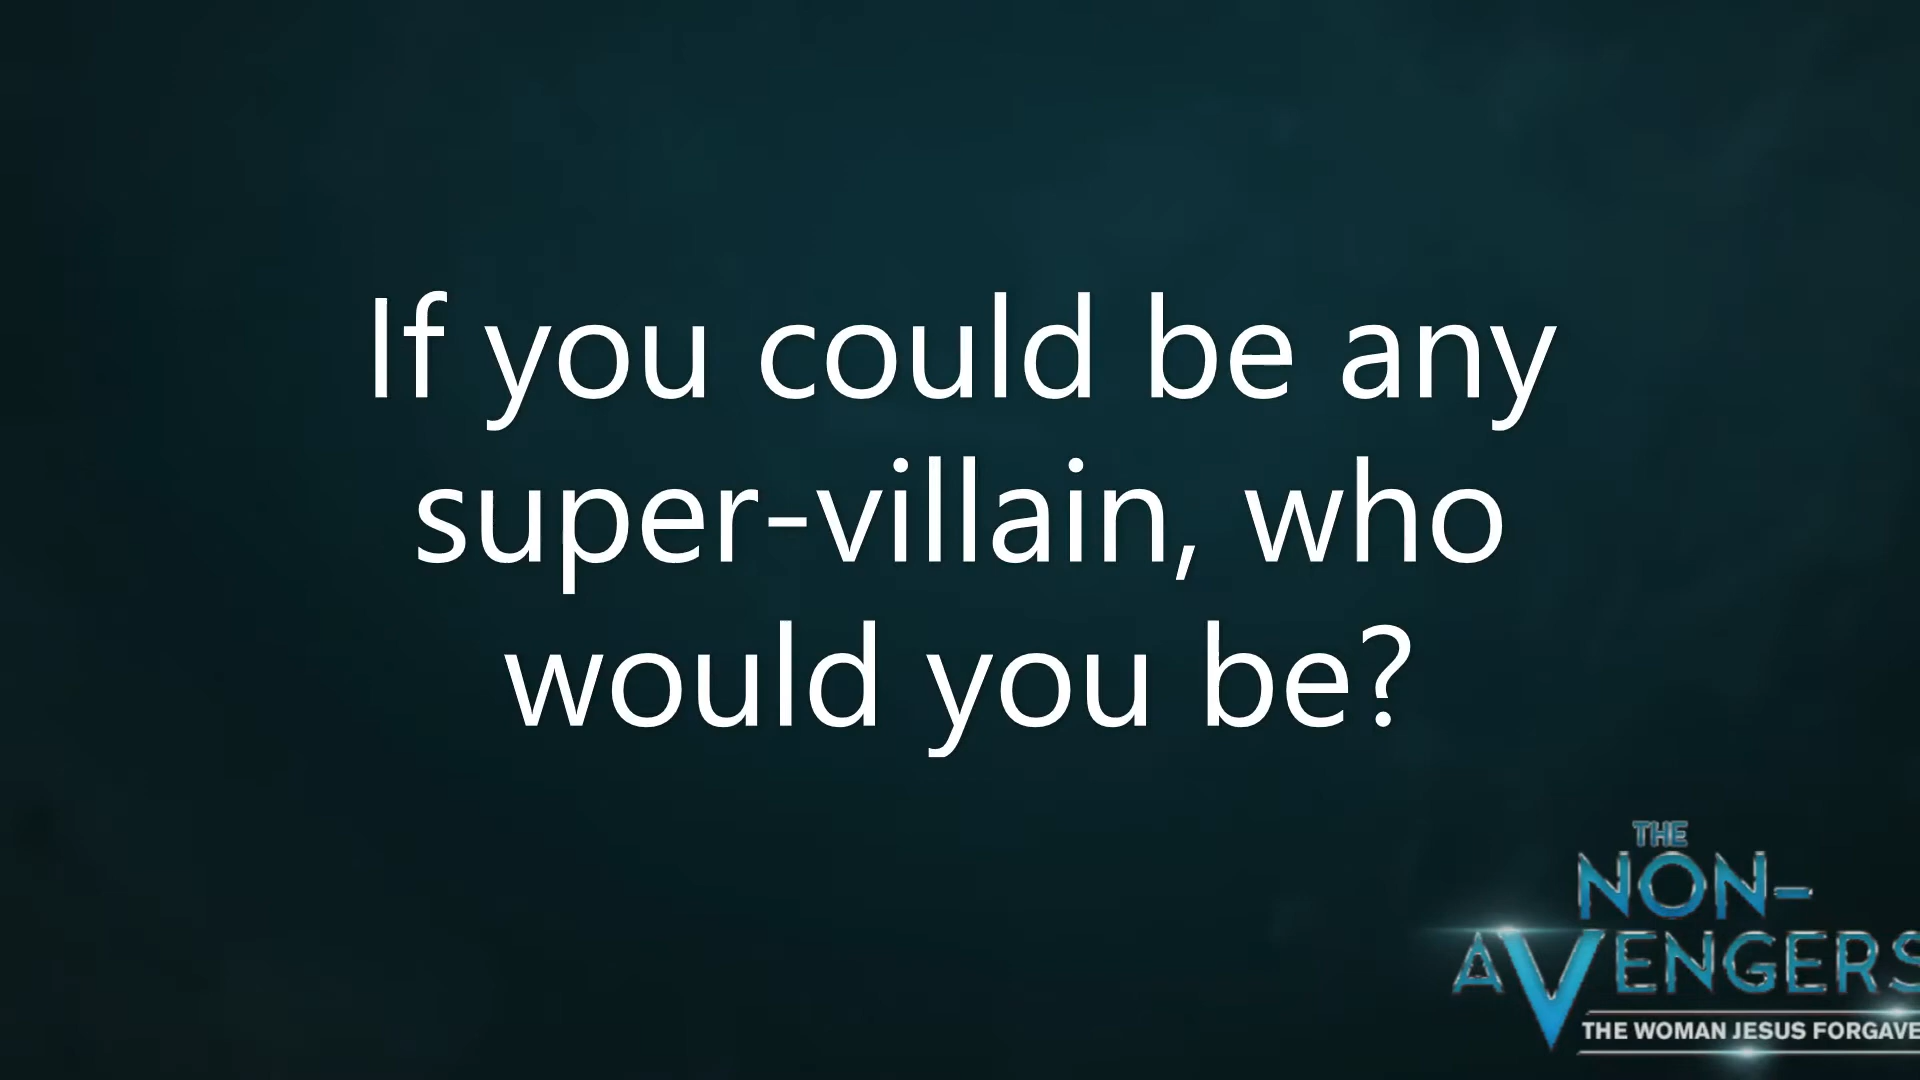 If you could be any
super-villain, who
would you be?
THE
NON-
AVENGERS
THE WOMAN JESUS FORGAVE